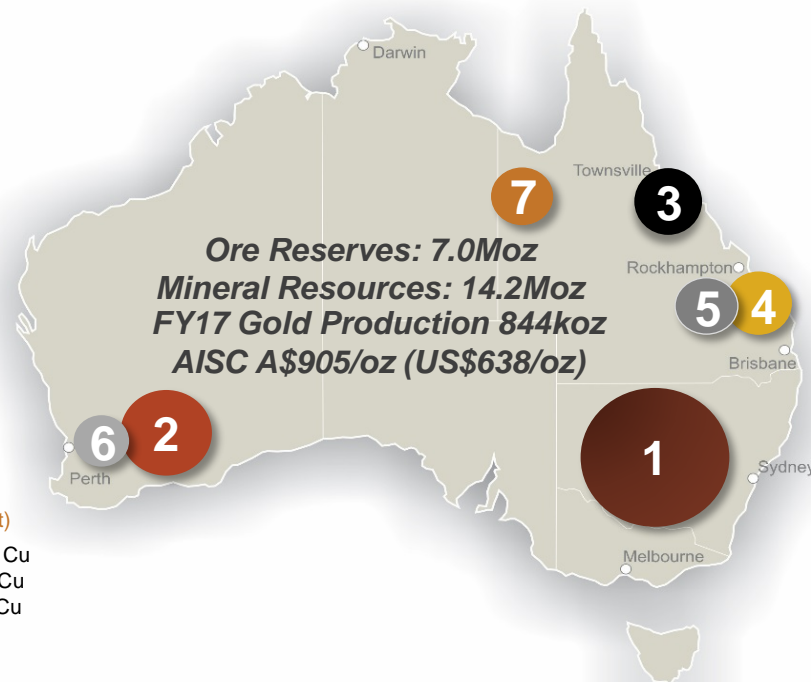 Darwin
Townsville
7
3
Ore Reserves: 7.0Moz
Mineral Resources: 14.2Moz
FY17 Gold Production 844koz
AISC A$905/oz (US$638/oz)
Rockhampton
5
4
Brisbane
6
2
1
Perth
Sydney
t)
Cu
Cu
Cu
Melbourne